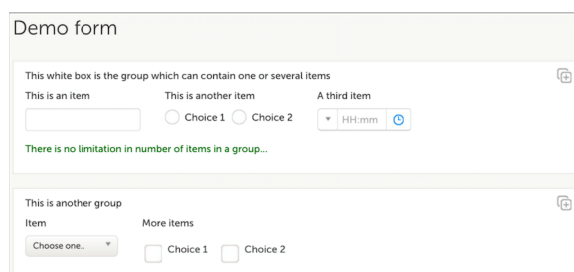 Demo form
This white box is the group which can contain one or several items
This is an item This is another item A third item
Choice 1 Choice 2 HH:mm
There is no limitation in number of items in a group...
This is another group
Item More items
Choose one.. Choice 1 Choice 2